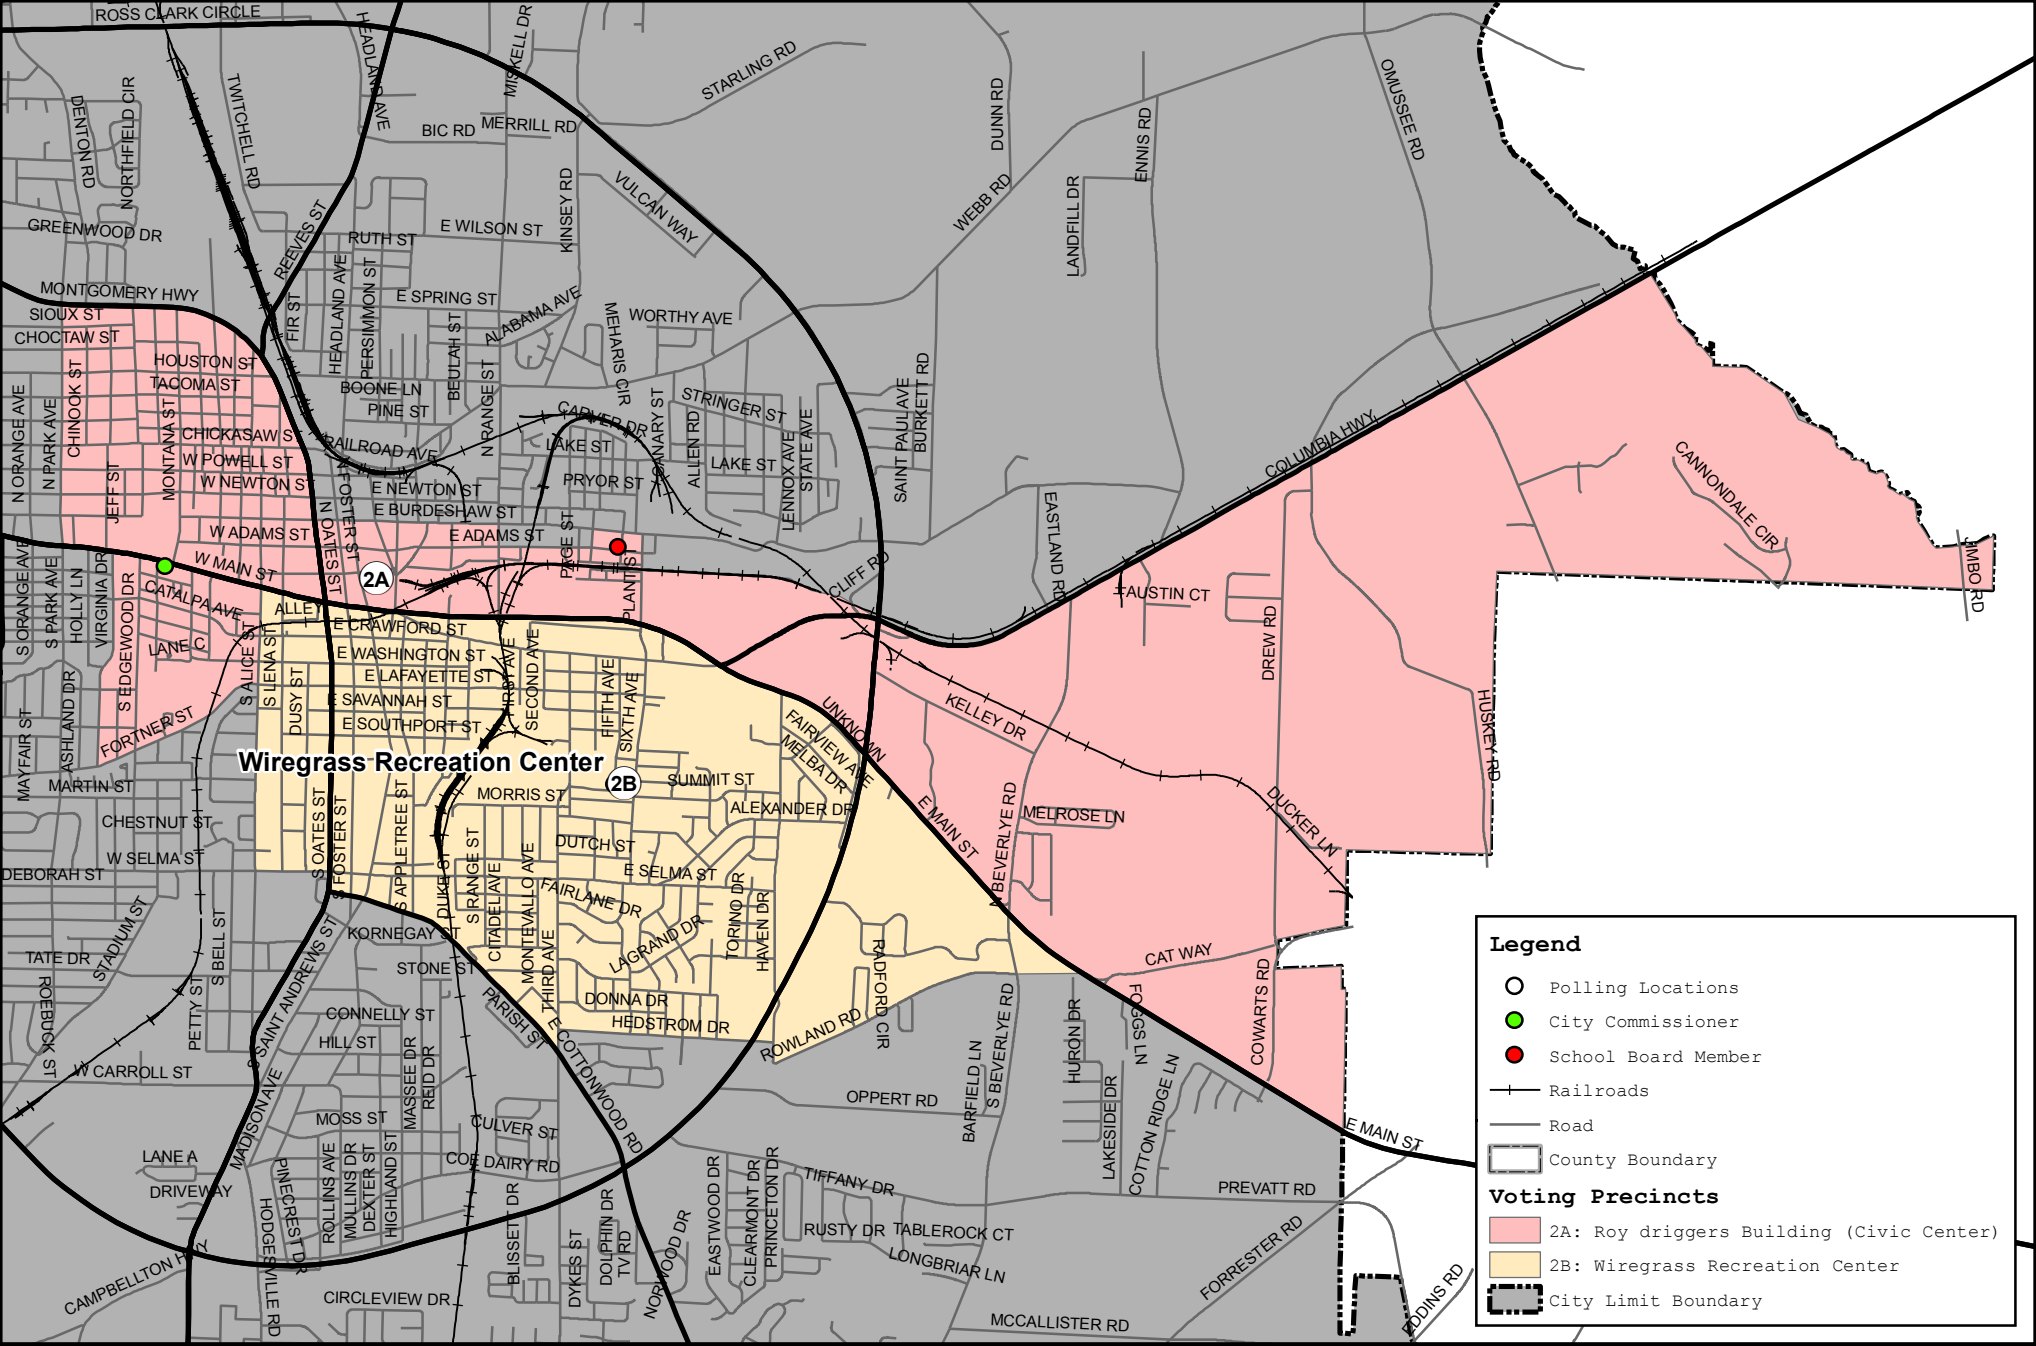 ROSS CLARK CIRCLE
HEADLAND AVE
MISKELL DR
STARLING RD
OMUSSEE RD
DENTON RD
NORTHFIELD CIR
TWITCHELL RD
BIC RD
MERRILL RD
DUNN RD
ENNIS RD
KINSEY RD
VULCAN WAY
WEBB RD
LANDFILL DR
GREENWOOD DR
REEVES ST
RUTH ST
E WILSON ST
MONTGOMERY HWY
SIOUX ST
CHOCTAW ST
FIR ST
HEADLAND AVE
PERSIMMON ST
E SPRING ST
ALABAMA AVE
BEULAH ST
MEHARIS CIR
WORTHY AVE
HOUSTON ST
TACOMA ST
CHINOOK ST
MONTANA ST
BOONE LN
PINE ST
N RANGE ST
CARVER DR
CANARY ST
STRINGER ST
SAINT PAUL AVE
BURKETT RD
N ORANGE AVE
N PARK AVE
JEFF ST
CHICKASAW ST
W POWELL ST
W NEWTON ST
RAILROAD AVE
LAKE ST
ALLEN RD
LAKE ST
LENNOX AVE
STATE AVE
COLUMBIA HWY
CANNONDALE CIR
N FOSTER ST
E NEWTON ST
PRYOR ST
E BURDESHAW ST
EASTLAND RD
W ADAMS ST
N OATES ST
E ADAMS ST
PAGE ST
PLANT ST
CLIFF RD
JIMBO RD
S ORANGE AVE
S PARK AVE
HOLLY LN
VIRGINIA DR
S EDGEWOOD DR
W MAIN ST
2A
CATALPA AVE
ALLEY
E CRAWFORD ST
FAUSTIN CT
DREW RD
LANE C
S ALICE ST
S LENA ST
E WASHINGTON ST
E LAFAYETTE ST
FIRST AVE
SECOND AVE
E SAVANNAH ST
E SOUTHPORT ST
FIFTH AVE
SIXTH AVE
DUSY ST
KELLEY DR
HUSKEY RD
MAYFAIR ST
ASHLAND DR
FORTNER ST
UNKNOWN
FAIRVIEW AVE
MELBA DR
Wiregrass Recreation Center
2B
SUMMIT ST
MARTIN ST
MORRIS ST
ALEXANDER DR
E MAIN ST
N BEVERLYE RD
MELROSE LN
DUCKER LN
CHESTNUT ST
S OATES ST
S FOSTER ST
S APPLETREE ST
W SELMA ST
DUTCH ST
E SELMA ST
DEBORAH ST
DUKE ST
S RANGE ST
CITADEL AVE
MONTEVALLO AVE
FAIRLANE DR
TORINO DR
HAVEN DR
STADIUM ST
S BELL ST
KORNEGAY ST
LAGRAND DR
RADFORD CIR
CAT WAY
COWARTS RD
TATE DR
STONE ST
THIRD AVE
ROEBUCK ST
PETTY ST
S SAINT ANDREWS ST
PARISH ST
DONNA DR
HEDSTROM DR
ROWLAND RD
S BEVERLYE RD
HURON DR
FOGGS LN
CONNELLY ST
HILL ST
E COTTONWOOD RD
MASSEE DR
REID DR
W CARROLL ST
MADISON AVE
OPPERT RD
BARFIELD LN
LAKESIDE DR
COTTON RIDGE LN
MOSS ST
CULVER ST
E MAIN ST
LANE A
DRIVEWAY
PINECREST DR
ROLLINS AVE
MULLINS DR
DEXTER ST
HIGHLAND ST
COE DAIRY RD
EASTWOOD DR
CLEARMONT DR
PRINCETON DR
TIFFANY DR
PREVATT RD
HODGESVILLE RD
BLISSETT DR
DYKES ST
DOLPHIN DR
TV RD
NORWOOD DR
RUSTY DR
TABLEROCK CT
LONGBRIAR LN
FORRESTER RD
CAMPBELLTON HWY
CIRCLEVIEW DR
MCCALLISTER RD
EDDINS RD
Legend
Polling Locations
City Commissioner
School Board Member
Railroads
Road
County Boundary
Voting Precincts
2A: Roy driggers Building (Civic Center)
2B: Wiregrass Recreation Center
City Limit Boundary